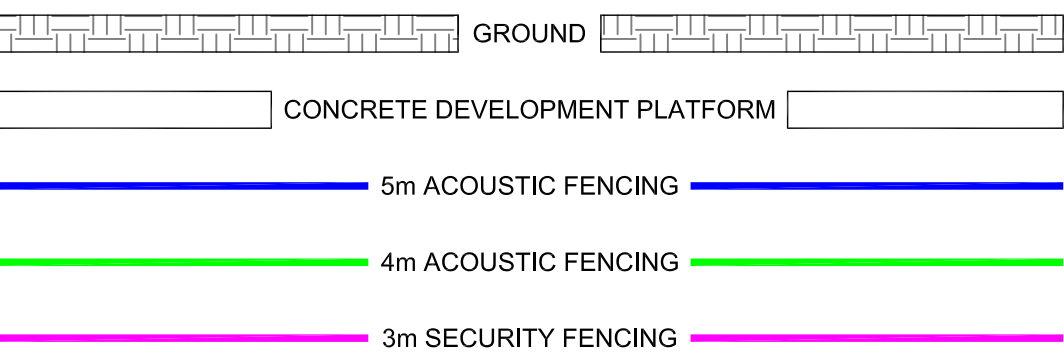 GROUND
CONCRETE DEVELOPMENT PLATFORM
5m ACOUSTIC FENCING
4m ACOUSTIC FENCING
3m SECURITY FENCING